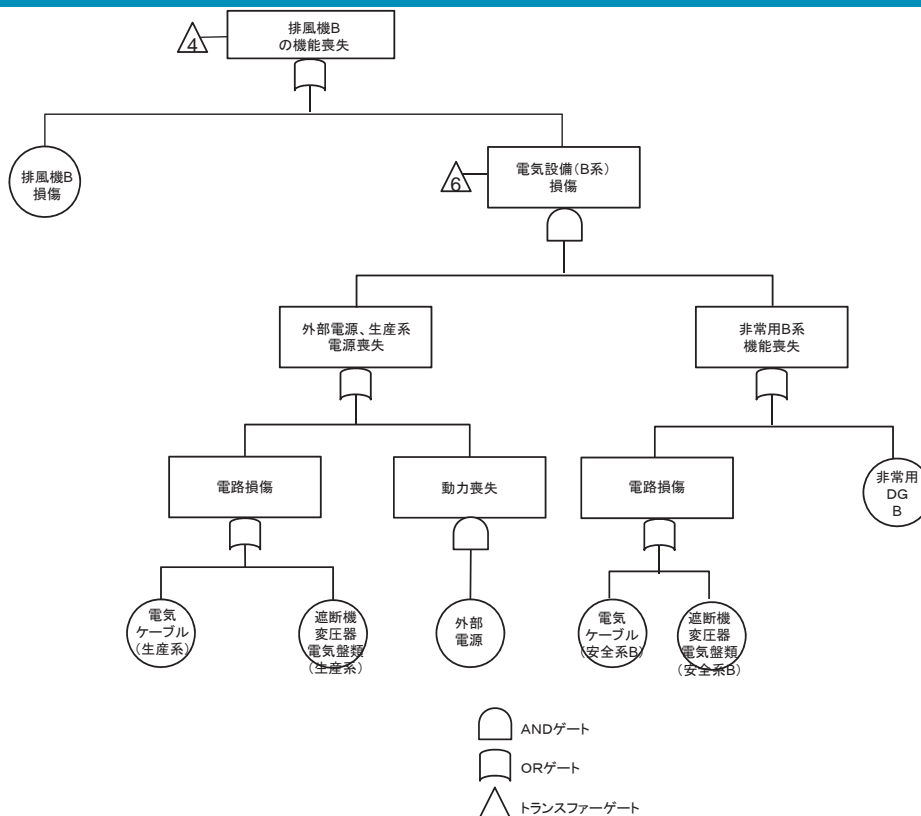 排風機B
の機能喪失
4
排風機B
損傷
電気設備(B系)
損傷
6
外部電源、生産系
電源喪失
非常用B系
機能喪失
電路損傷
動力喪失
電路損傷
非常用
DG
B
電気
ケーブル
(生産系)
遮断機
変圧器
電気盤類
(生産系)
外部
電源
電気
ケーブル
(安全系B)
遮断機
変圧器
電気盤類
(安全系B)
ANDゲート
ORゲート
トランスファーゲート